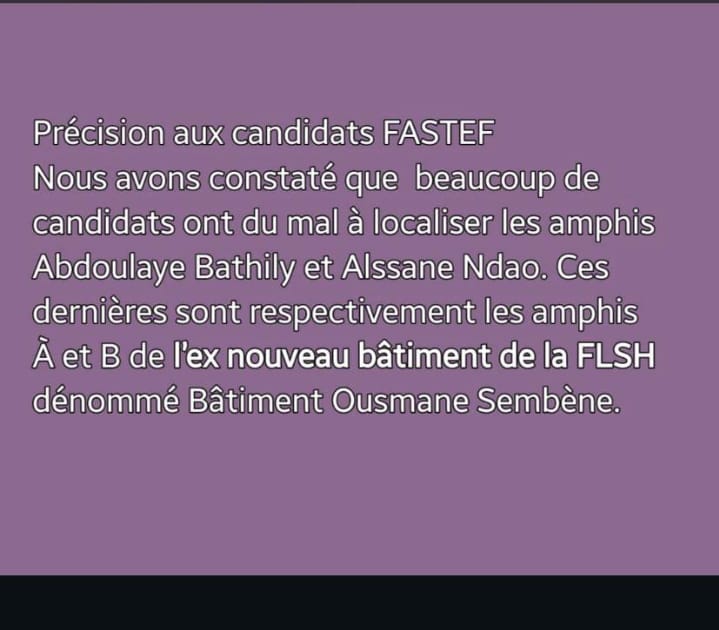 Précision aux candidats FASTEF
Nous avons constaté que  beaucoup de
candidats ont du mal à localiser les amphis
Abdoulaye Bathily et Alssane Ndao. Ces
dernières sont respectivement les amphis
À et B de l'ex nouveau bâtiment de la FLSH
dénommé Bâtiment Ousmane Sembène.